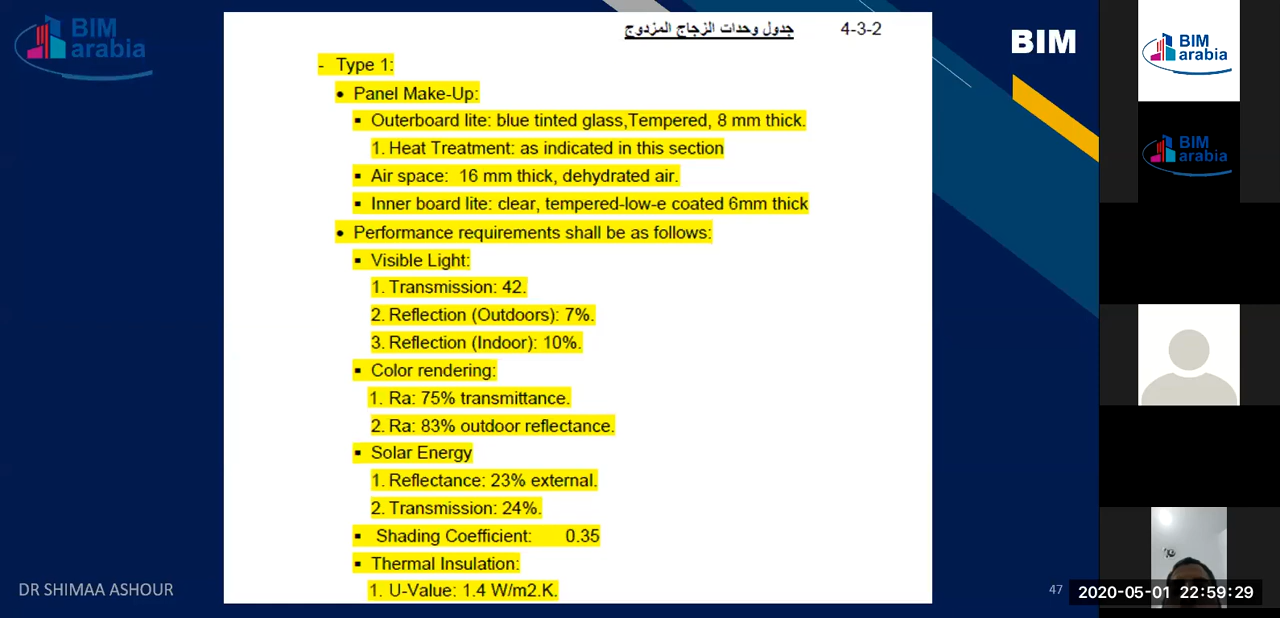 BIM
arabia
4-3-2 جدول وحدات الزجاج المزدوج
- Type 1:
• Panel Make-Up:
▪ Outerboard lite: blue tinted glass,Tempered, 8 mm thick.
1. Heat Treatment: as indicated in this section
▪ Air space: 16 mm thick, dehydrated air.
▪ Inner board lite: clear, tempered-low-e coated 6mm thick
• Performance requirements shall be as follows:
▪ Visible Light:
1. Transmission: 42.
2. Reflection (Outdoors): 7%.
3. Reflection (Indoor): 10%.
▪ Color rendering:
1. Ra: 75% transmittance.
2. Ra: 83% outdoor reflectance.
▪ Solar Energy
1. Reflectance: 23% external.
2. Transmission: 24%.
▪ Shading Coefficient: 0.35
▪ Thermal Insulation:
1. U-Value: 1.4 W/m2.K.
BIM
DR SHIMAA ASHOUR
47
BIM
arabia
BIM
arabia
2020-05-01 22:59:29